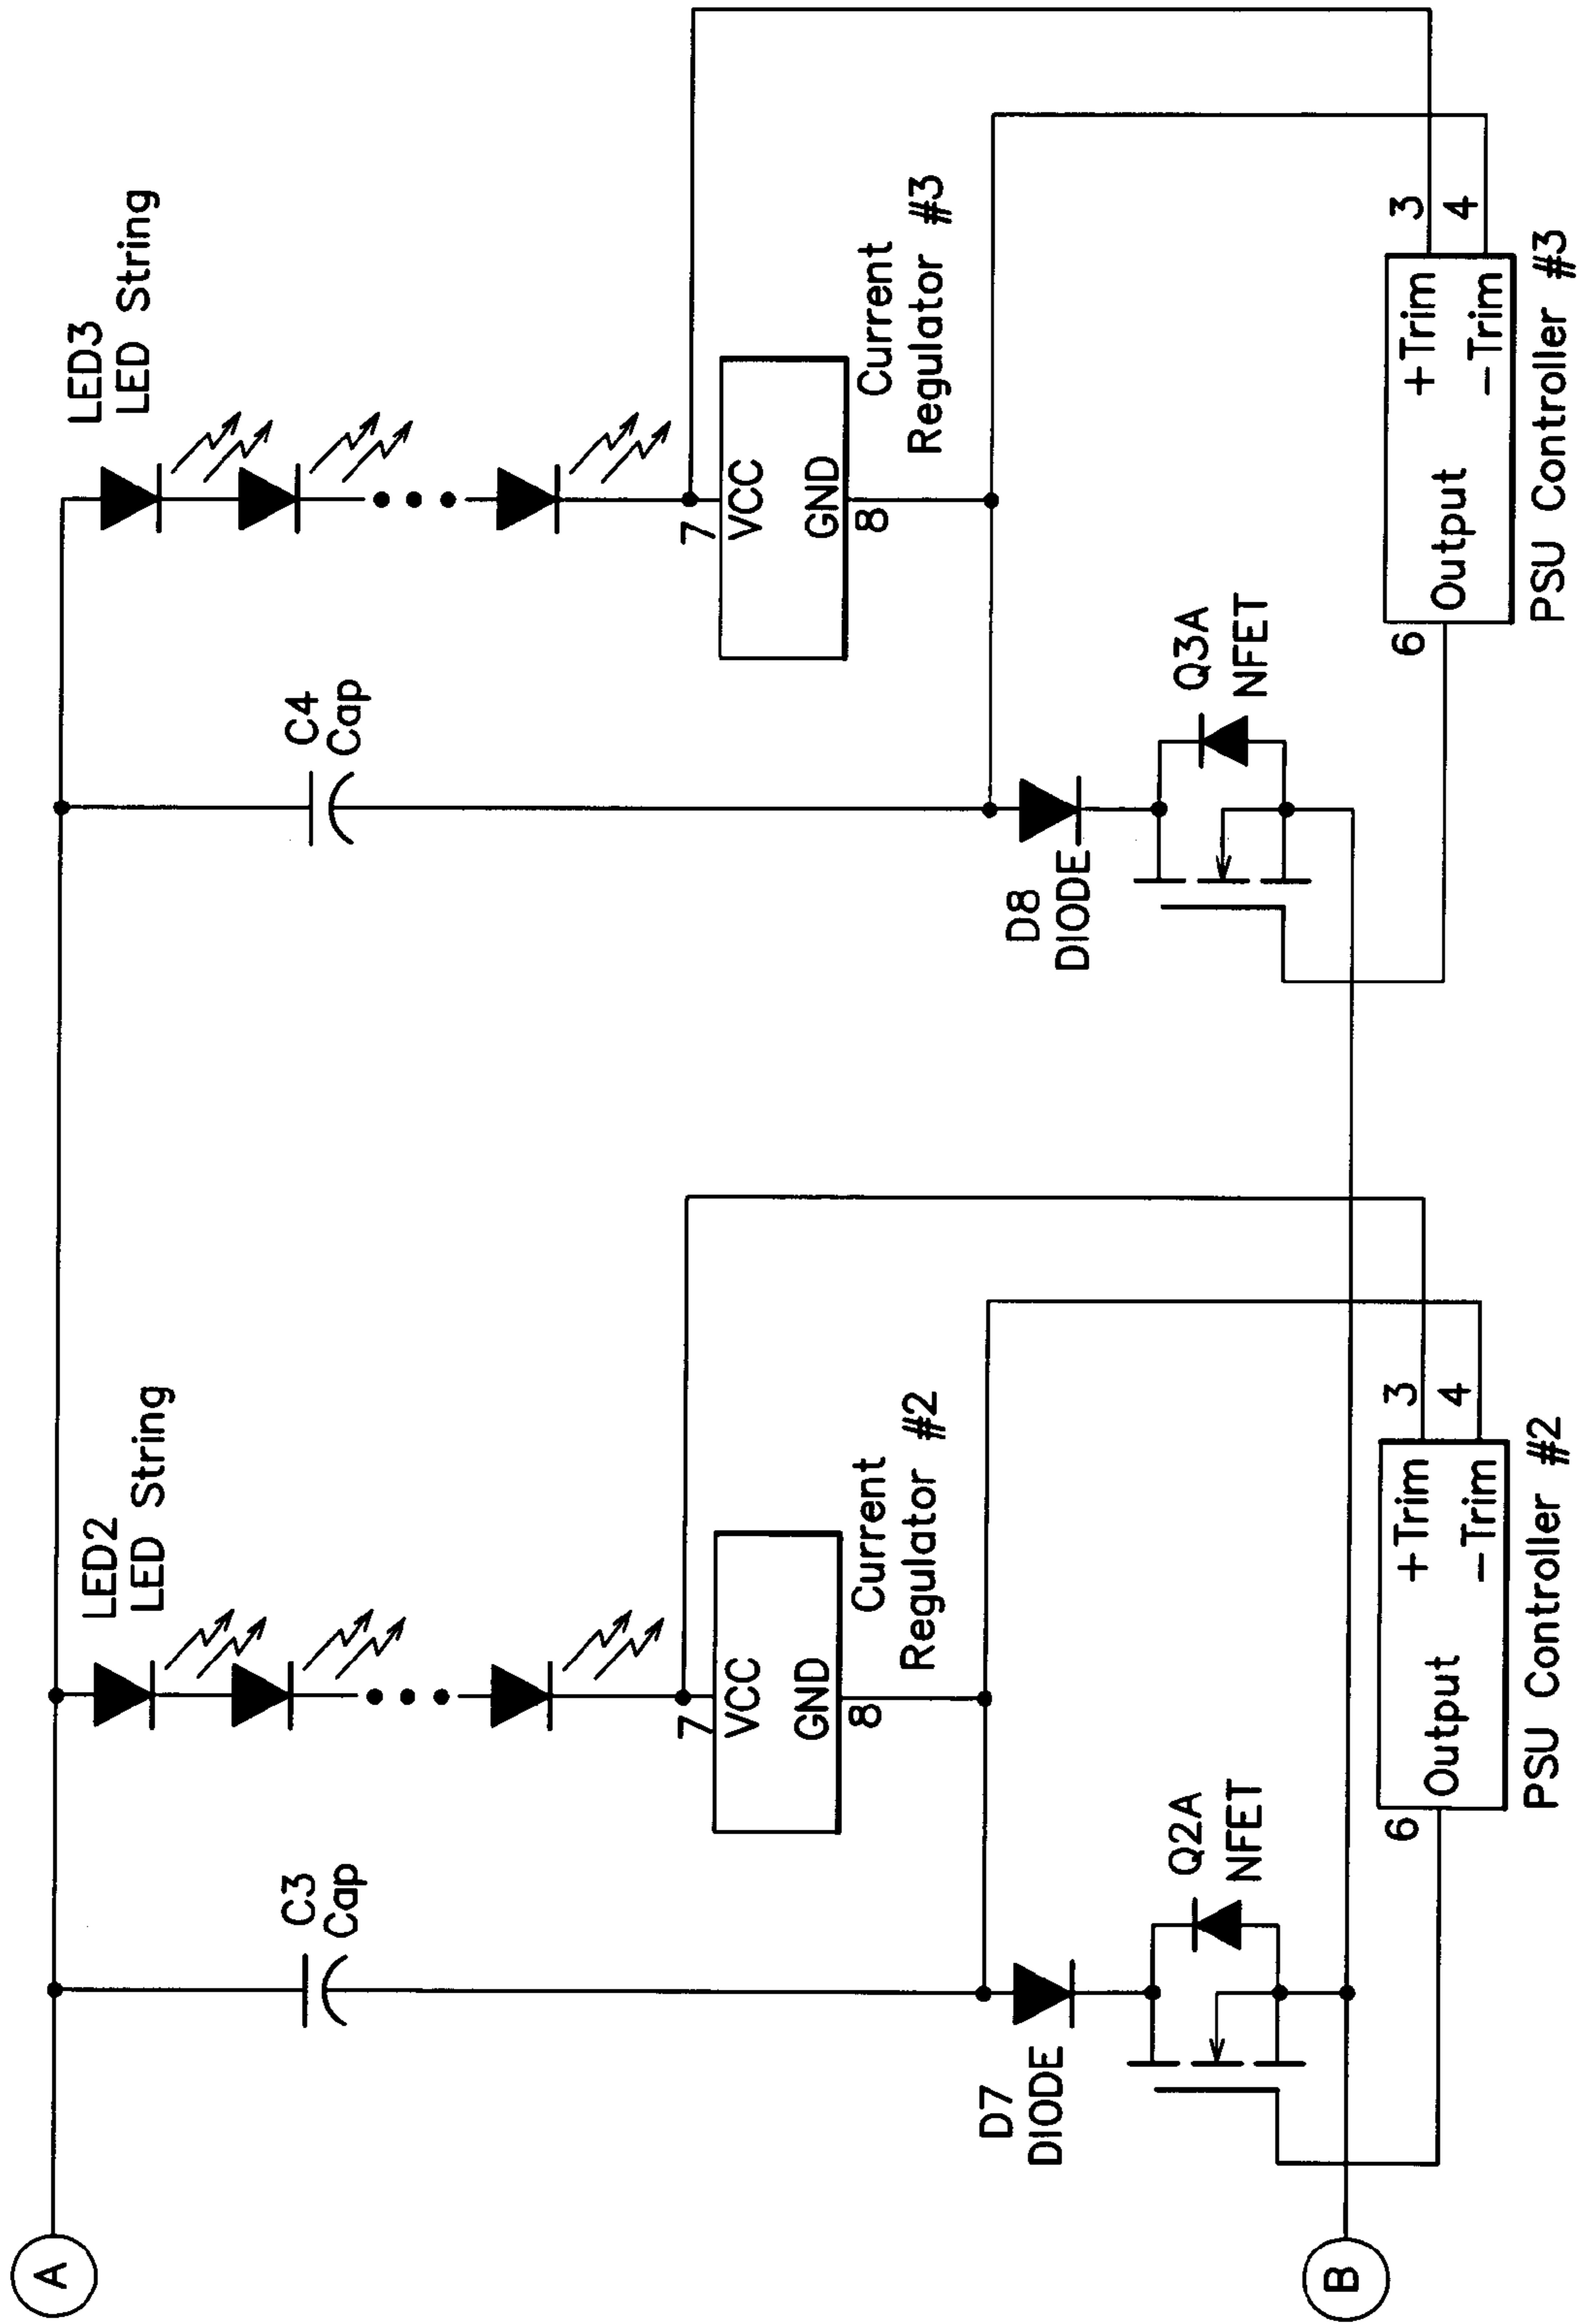 A
C3
Cap
LED2
LED String
7
VCC
GND
8
Current
Regulator #2
D7
DIODE
Q2A
NFET
6
Output
+Trim
-Trim
3
4
PSU Controller #2
B
C4
Cap
LED3
LED String
7
VCC
GND
8
Current
Regulator #3
D8
DIODE
Q3A
NFET
6
Output
+Trim
-Trim
3
4
PSU Controller #3